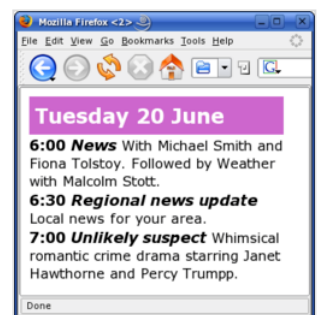 Mozilla Firefox <2>
File Edit View Go Bookmarks Tools Help
G
Tuesday 20 June
6:00 News With Michael Smith and
Fiona Tolstoy. Followed by Weather
with Malcolm Stott.
6:30 Regional news update
Local news for your area.
7:00 Unlikely suspect Whimsical
romantic crime drama starring Janet
Hawthorne and Percy Trumpp.
Done